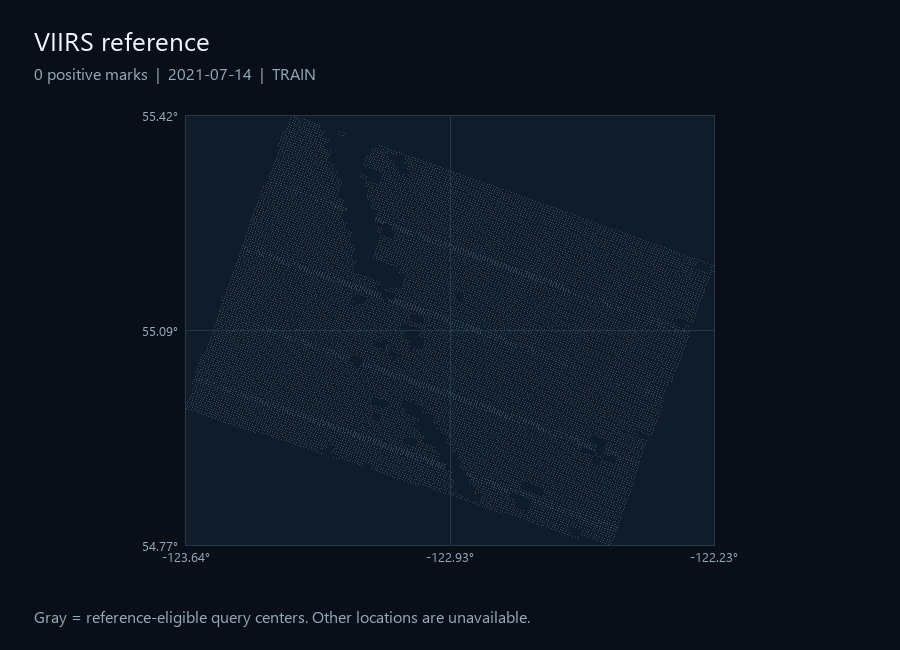 VIIRS reference
0 positive marks | 2021-07-14 | TRAIN
55.42°
55.09°
54.77°
-123.64°
-122.93°
-122.23°
Gray = reference-eligible query centers. Other locations are unavailable.